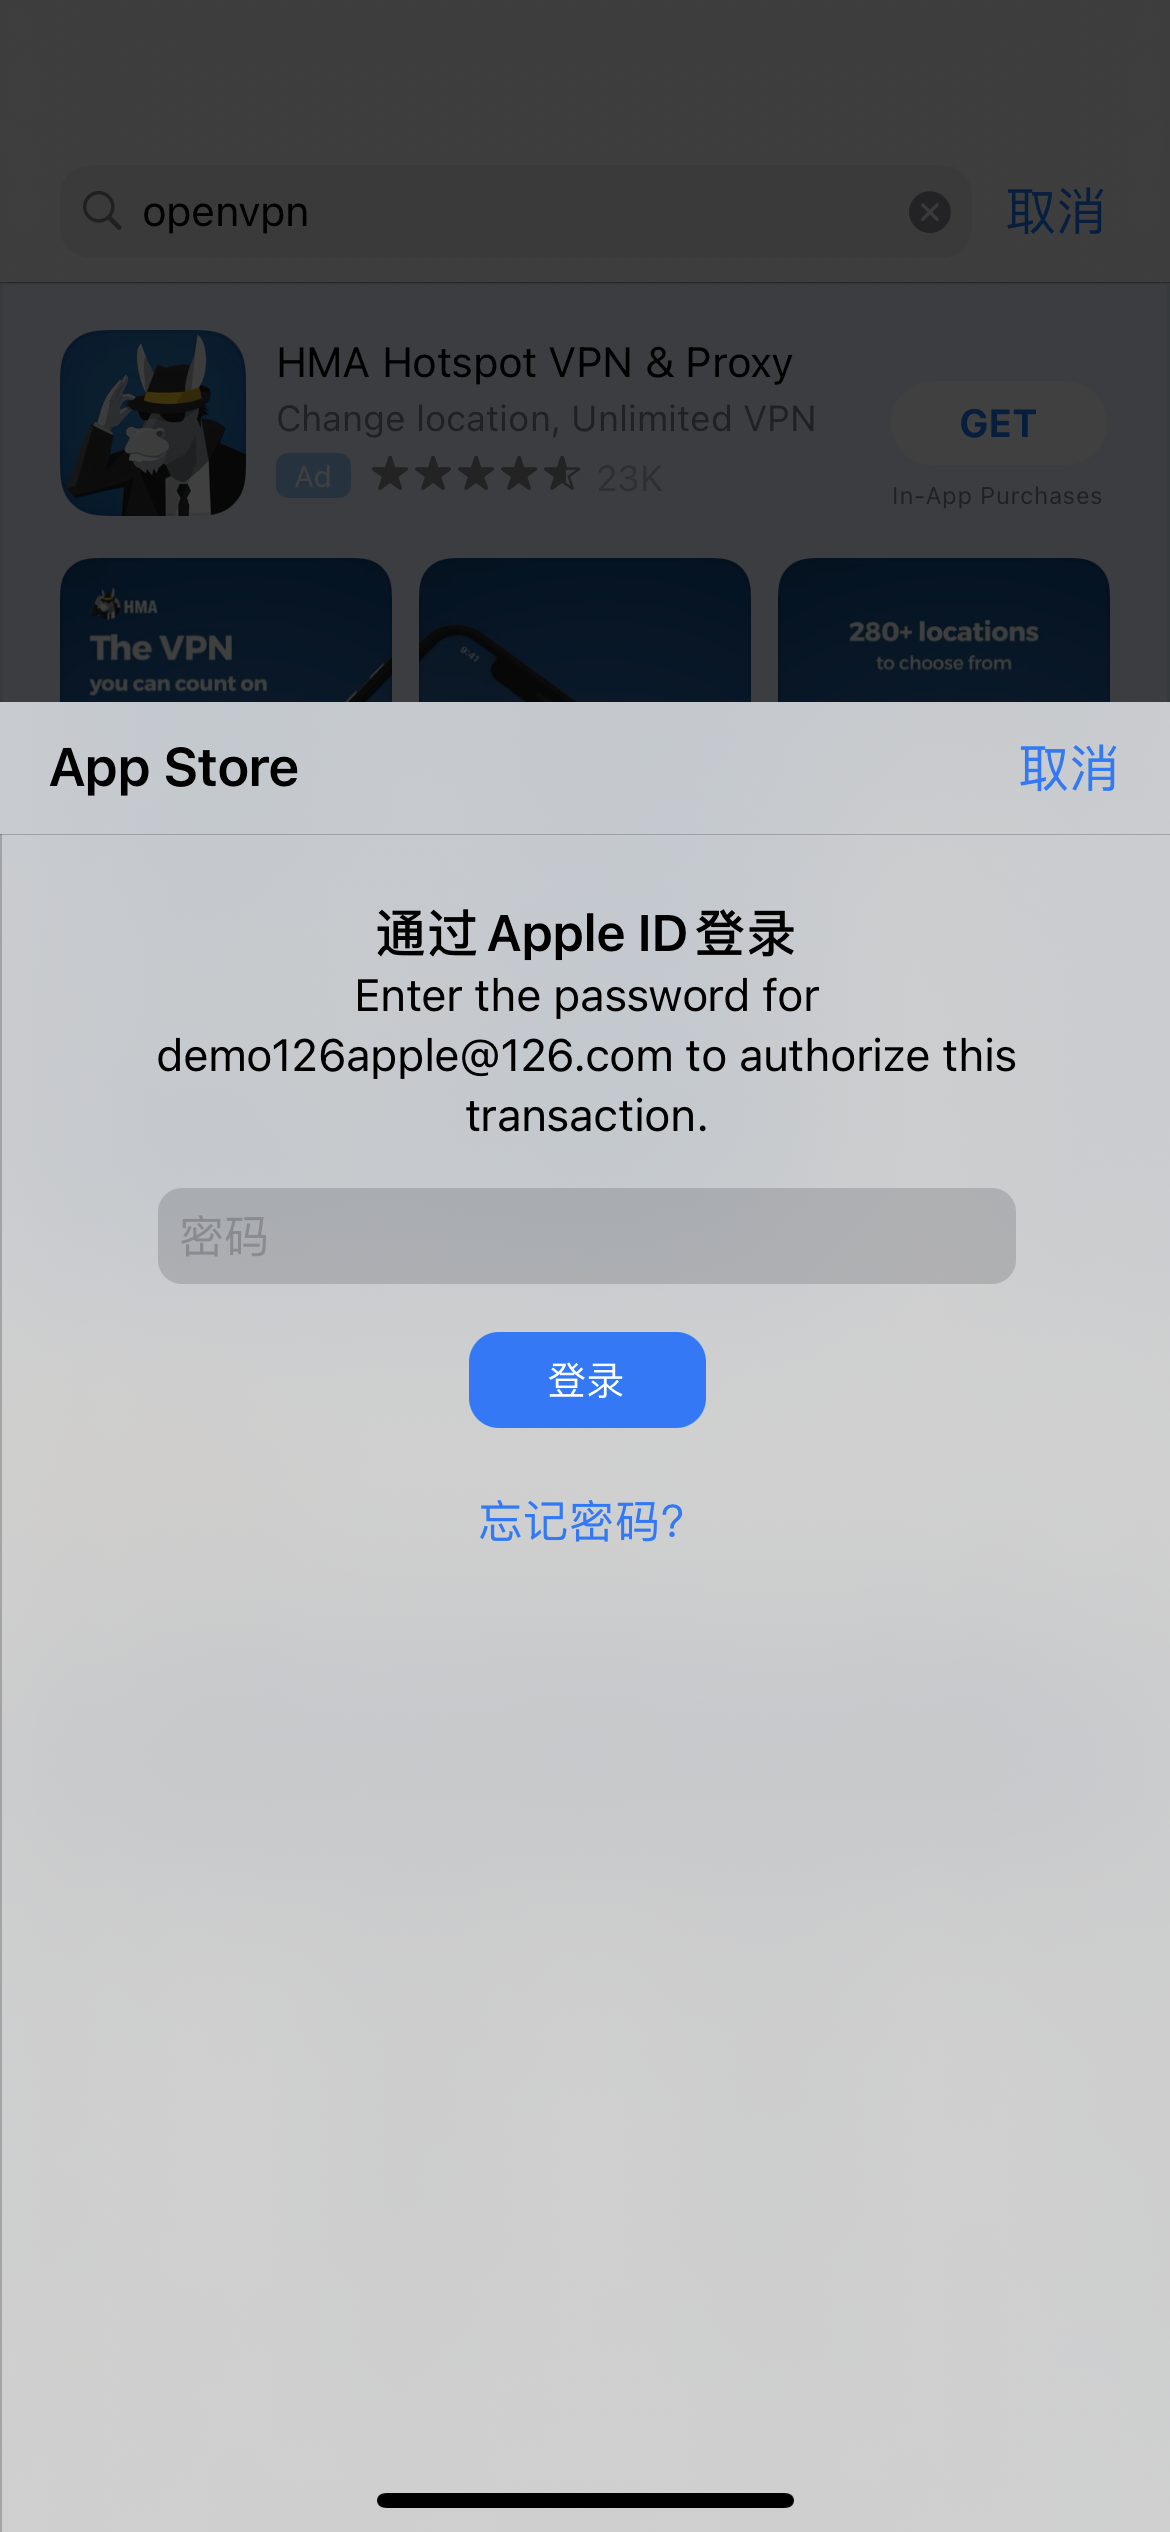 openvpn
取消
HMA Hotspot VPN & Proxy
Change location, Unlimited VPN
GET
Ad
23K
In-App Purchases
HMA
The VPN
you can count on
9:41
280+ locations
to choose from
App Store
取消
通过 Apple ID 登录
Enter the password for
demo126apple@126.com to authorize this
transaction.
密码
登录
忘记密码?